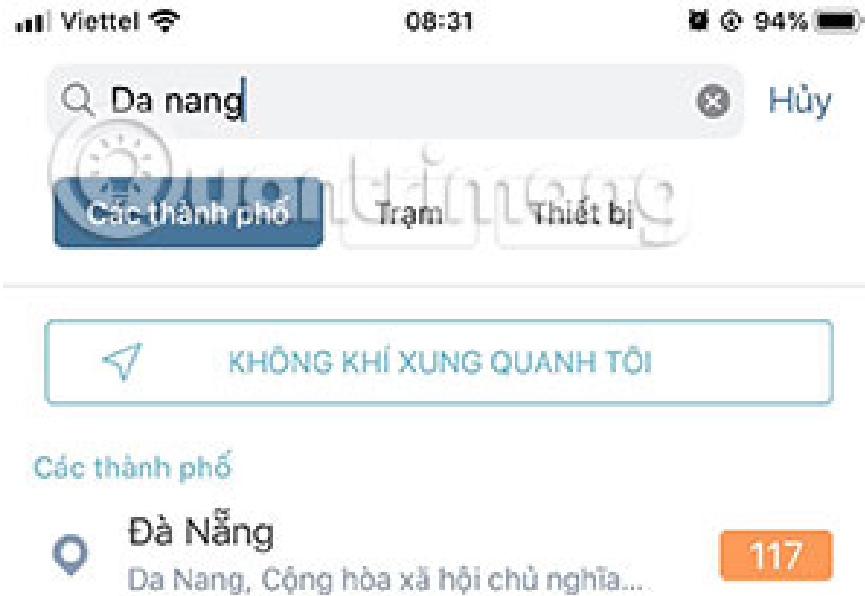 Viettel 08:31 94%
Da nang Hủy
Quantrimang
Các thành phố Trạm Thiết bị
KHÔNG KHÍ XUNG QUANH TÔI
Các thành phố
Đà Nẵng
117
Da Nang, Cộng hòa xã hội chủ nghĩa...